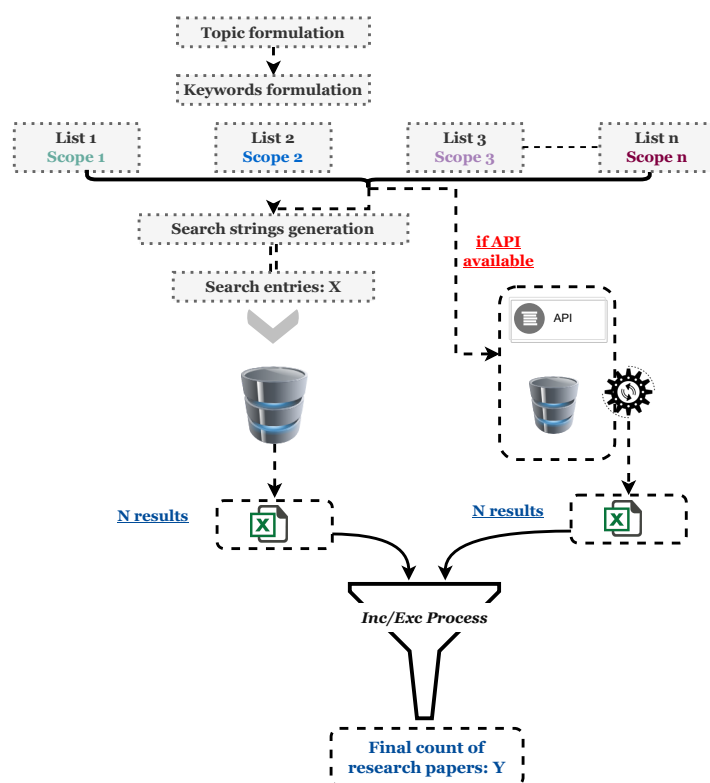 Topic formulation
Keywords formulation
List 1
Scope 1
List 2
Scope 2
List 3
Scope 3
List n
Scope n
Search strings generation
if API
available
Search entries: X
API
N results
X
N results
X
Inc/Exc Process
Final count of
research papers: Y